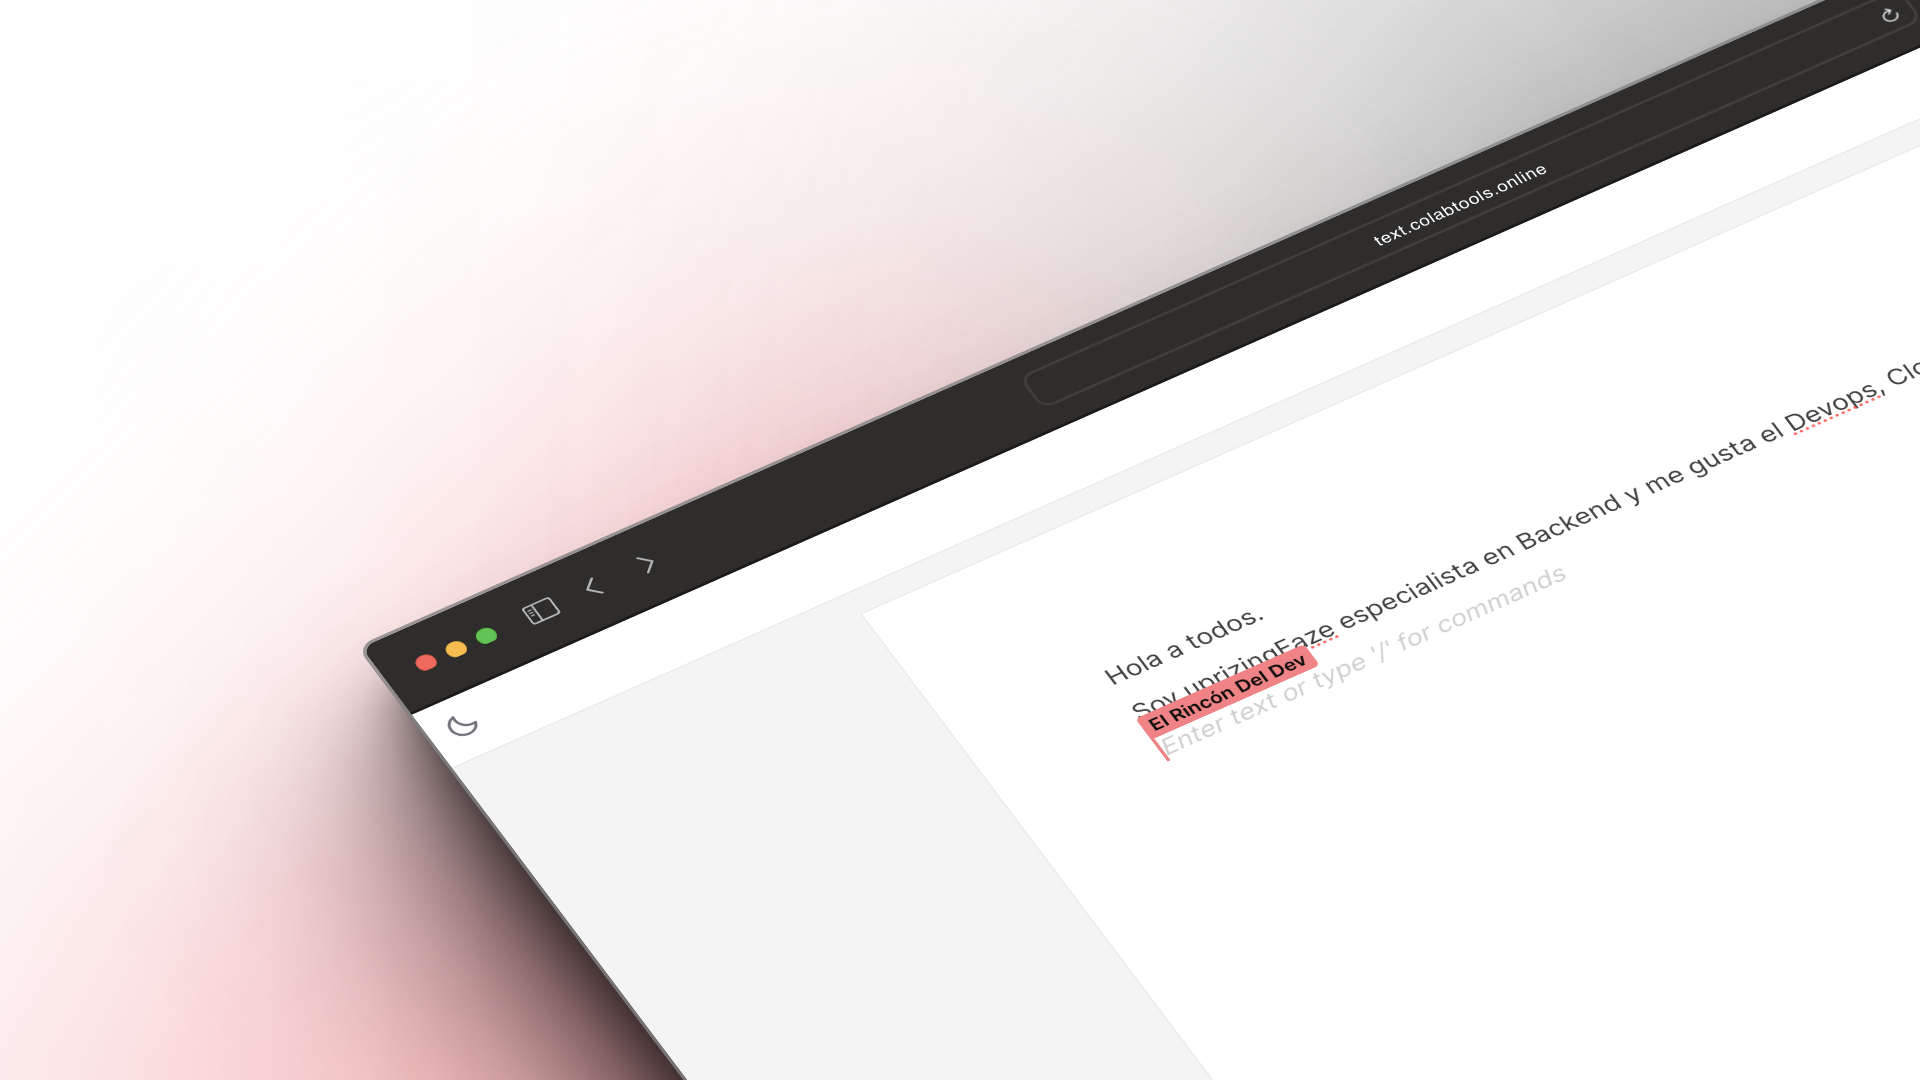 text.colabtools.online
Hola a todos.
Soy uprizingFaze especialista en Backend y me gusta el Devops,
El Rincón Del Dev
Enter text or type '/' for commands